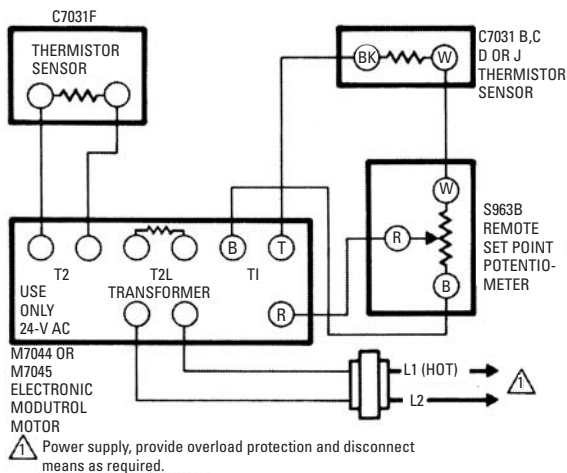 C7031F
THERMISTOR
SENSOR
BK
W
C7031 B,C
D OR J
THERMISTOR
SENSOR
W
R
B
S963B
REMOTE
SET POINT
POTENTIO-
METER
B
T
T2
T2L
TI
USE
ONLY
24-V AC
TRANSFORMER
R
M7044 OR
M7045
ELECTRONIC
MODUTROL
MOTOR
L1 (HOT)
L2
1
1 Power supply, provide overload protection and disconnect
means as required.